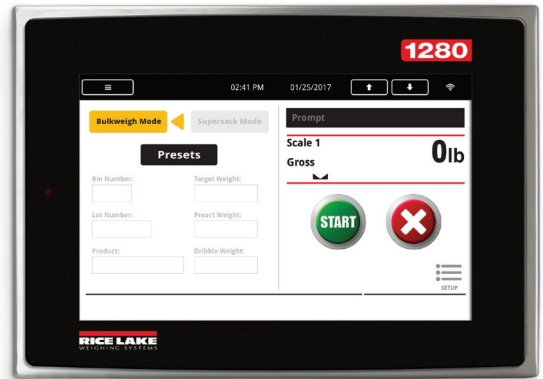 1280
02:41 PM 01/25/2017
Bulkweigh Mode
Supersack Mode
Presets
Bin Number:
Target Weight:
Lot Number:
Preact Weight:
Product:
Dribble Weight:
Prompt
Scale 1
Gross
0lb
START
SETUP
RICE LAKE
WEIGHING SYSTEMS